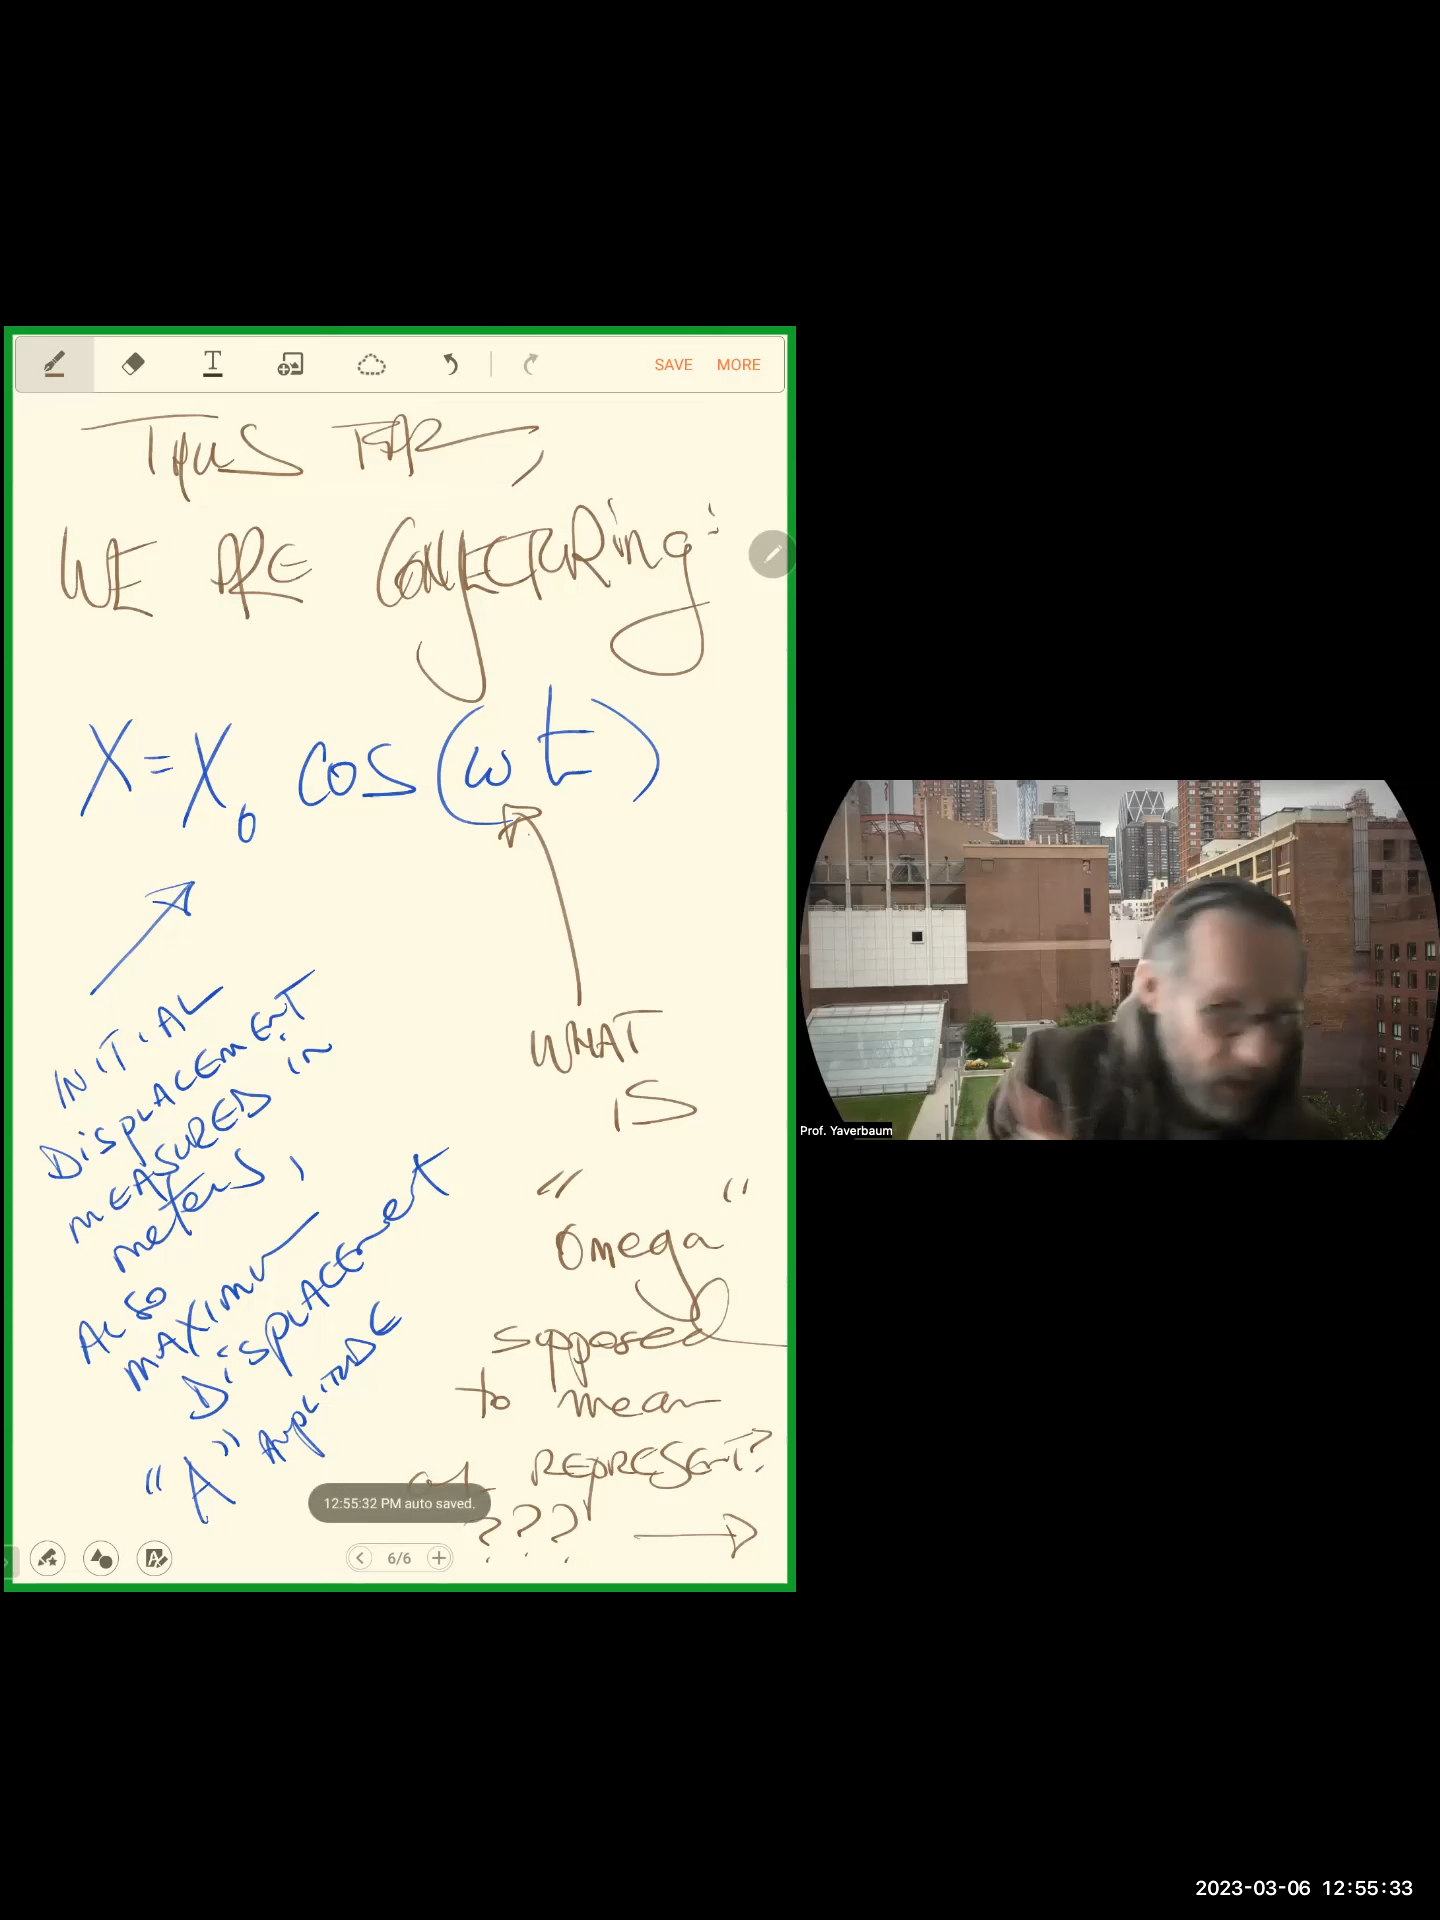 T
SAVE
MORE
THUS FAR,
WE ARE CONJECTURing:
X = X₀ cos(ωt)
INITIAL
DISPLACEMENT
MEASURED in
meters,
ALSO
MAXIMUM
DISPLACEMENT
"A" AMPLITUDE
WHAT
IS
"Omega"
supposed
to mean
or REPRESENT?
???
12:55:32 PM auto saved.
6/6
Prof. Yaverbaum
2023-03-06 12:55:33